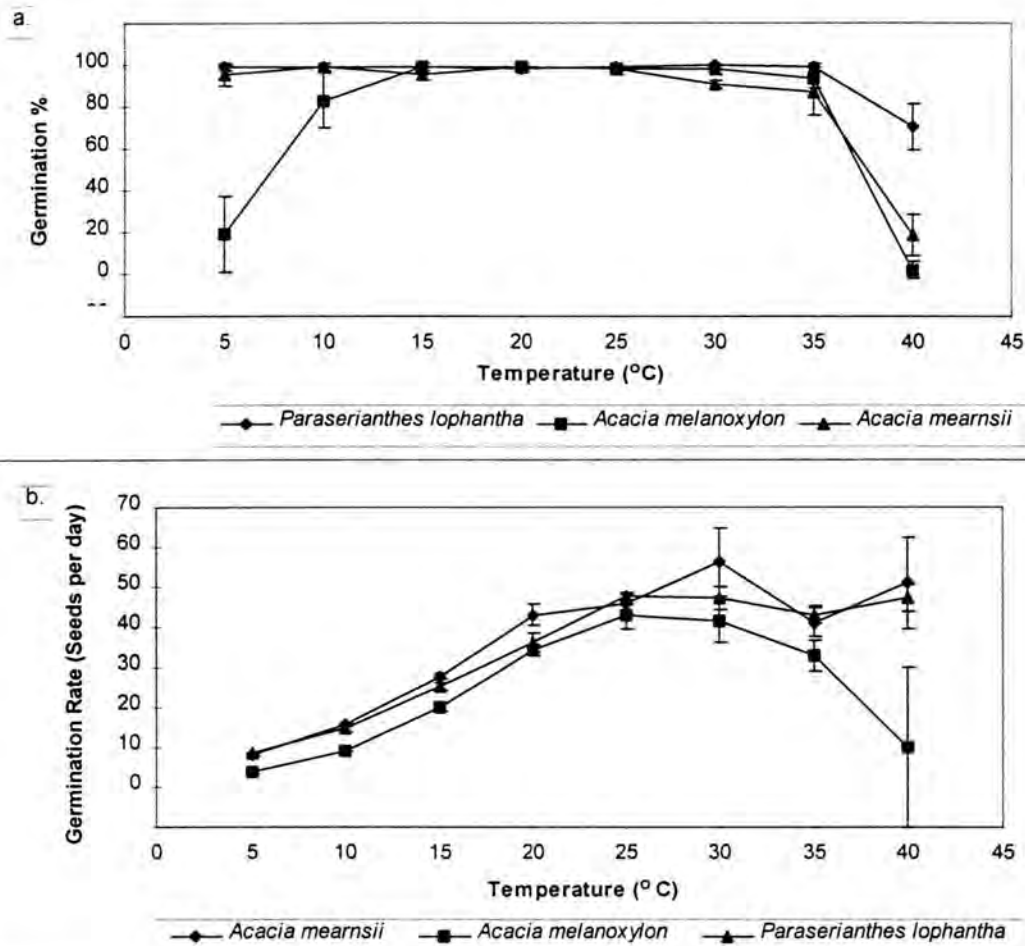 a.
100
80
60
40
20
0
--
Germination %
0 5 10 15 20 25 30 35 40 45
Temperature (°C)
Paraserianthes lophantha Acacia melanoxylon Acacia mearnsii
b.
70
60
50
40
30
20
10
0
Germination Rate (Seeds per day)
0 5 10 15 20 25 30 35 40 45
Temperature (° C)
Acacia mearnsii Acacia melanoxylon Paraserianthes lophantha